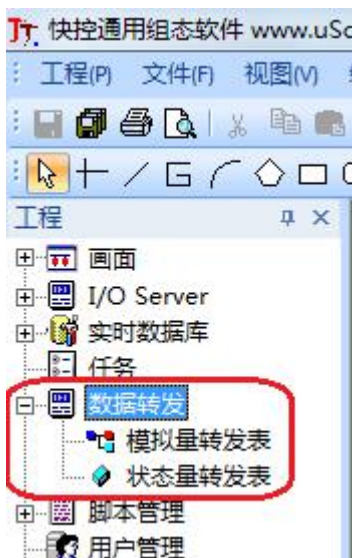 快控通用组态软件 www.uSc
工程(P) 文件(F) 视图(V)
工程
画面
I/O Server
实时数据库
任务
数据转发
模拟量转发表
状态量转发表
脚本管理
用户管理